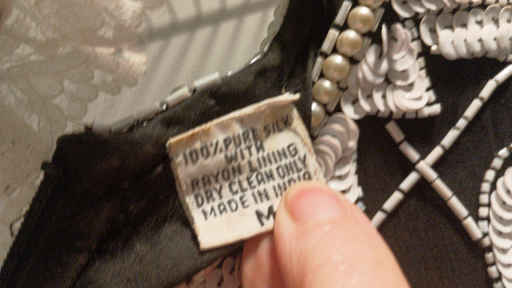 100% PURE SILK
WITH
RAYON LINING
DRY CLEAN ONLY
MADE IN INDIA
M